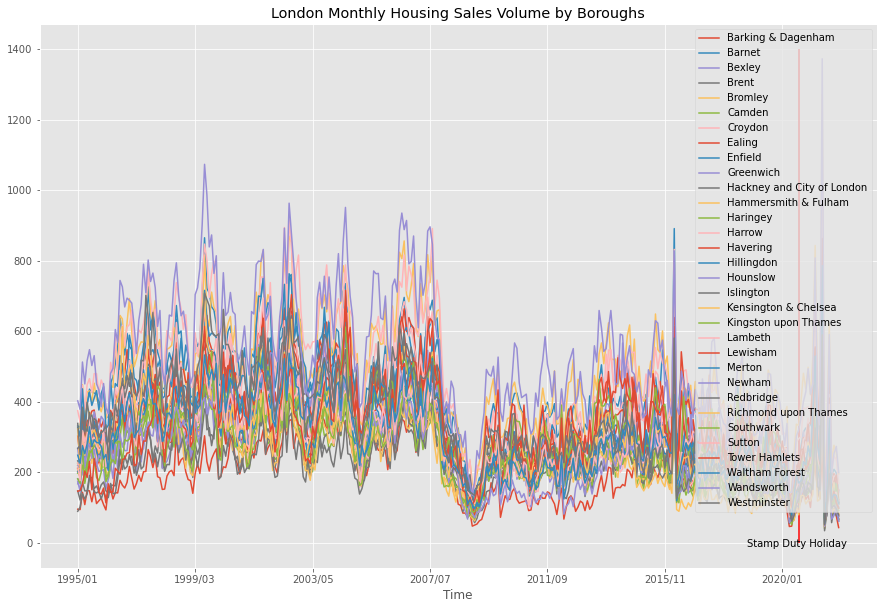 London Monthly Housing Sales Volume by Boroughs
1400
1200
1000
800
600
400
200
0
Barking & Dagenham
Barnet
Bexley
Brent
Bromley
Camden
Croydon
Ealing
Enfield
Greenwich
Hackney and City of London
Hammersmith & Fulham
Haringey
Harrow
Havering
Hillingdon
Hounslow
Islington
Kensington & Chelsea
Kingston upon Thames
Lambeth
Lewisham
Merton
Newham
Redbridge
Richmond upon Thames
Southwark
Sutton
Tower Hamlets
Waltham Forest
Wandsworth
Westminster
Stamp Duty Holiday
1995/01 1999/03 2003/05 2007/07 2011/09 2015/11 2020/01
Time